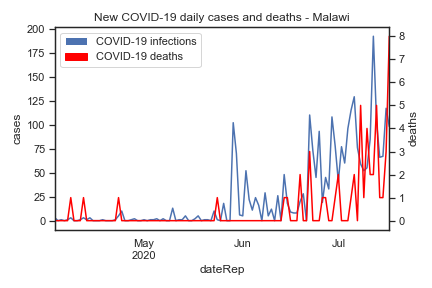 New COVID-19 daily cases and deaths - Malawi
COVID-19 infections
COVID-19 deaths
200
175
150
125
100
75
50
25
0
cases
8
7
6
5
4
3
2
1
0
deaths
May
2020
Jun
Jul
dateRep